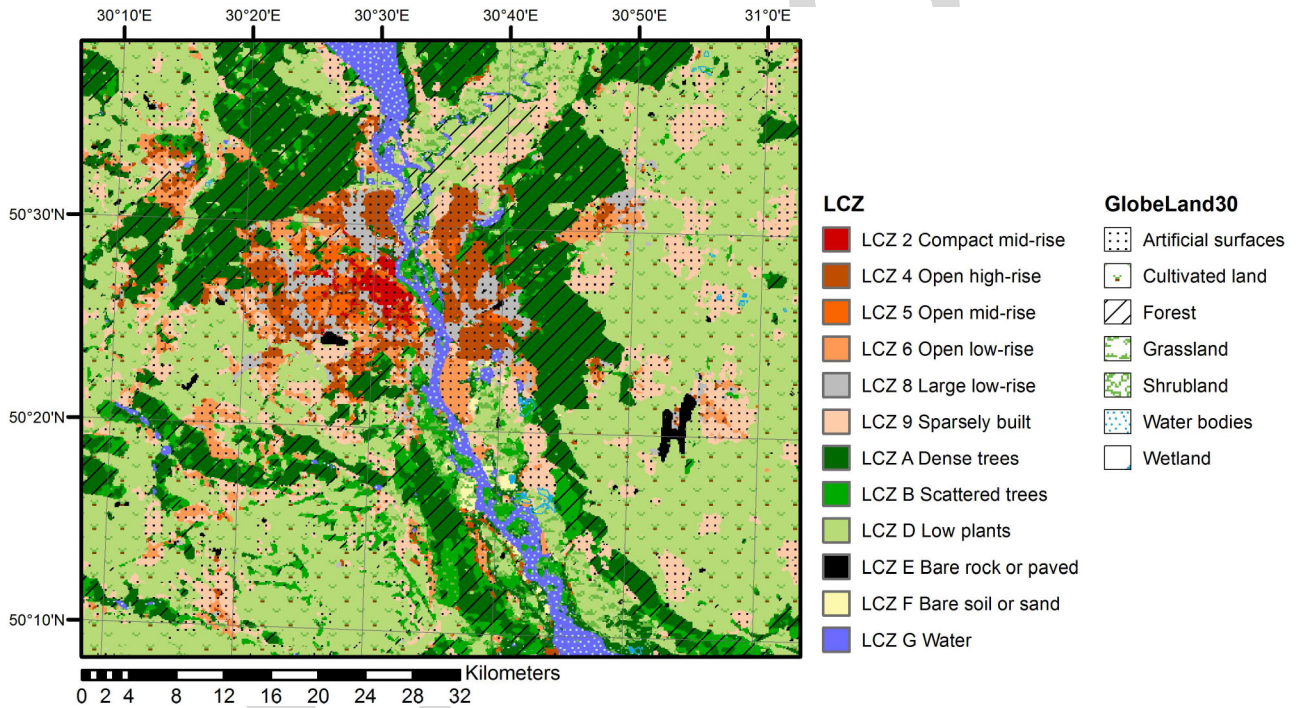 30°10'E 30°20'E 30°30'E 30°40'E 30°50'E 31°0'E
50°30'N
50°20'N
50°10'N
Kilometers
0 2 4 8 12 16 20 24 28 32
LCZ
LCZ 2 Compact mid-rise
LCZ 4 Open high-rise
LCZ 5 Open mid-rise
LCZ 6 Open low-rise
LCZ 8 Large low-rise
LCZ 9 Sparsely built
LCZ A Dense trees
LCZ B Scattered trees
LCZ D Low plants
LCZ E Bare rock or paved
LCZ F Bare soil or sand
LCZ G Water
GlobeLand30
Artificial surfaces
Cultivated land
Forest
Grassland
Shrubland
Water bodies
Wetland